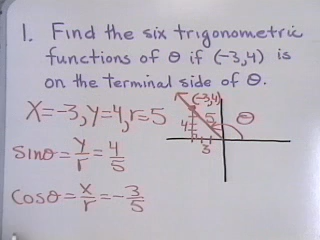 1. Find the six trigonometric
functions of θ if (-3,4) is
on the terminal side of θ.
X=-3, y=4, r=5
(-3,4)
5
θ
4
3
sinθ = y/r = 4/5
cosθ = x/r = -3/5